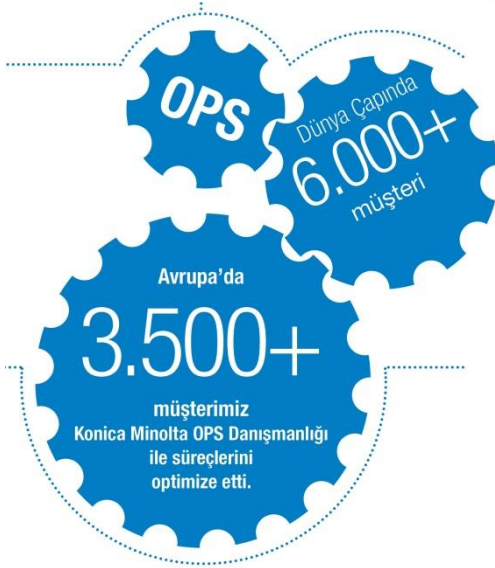 OPS
Dünya Çapında
6.000+
müşteri
Avrupa’da
3.500+
müşterimiz
Konica Minolta OPS Danışmanlığı
ile süreçlerini
optimize etti.